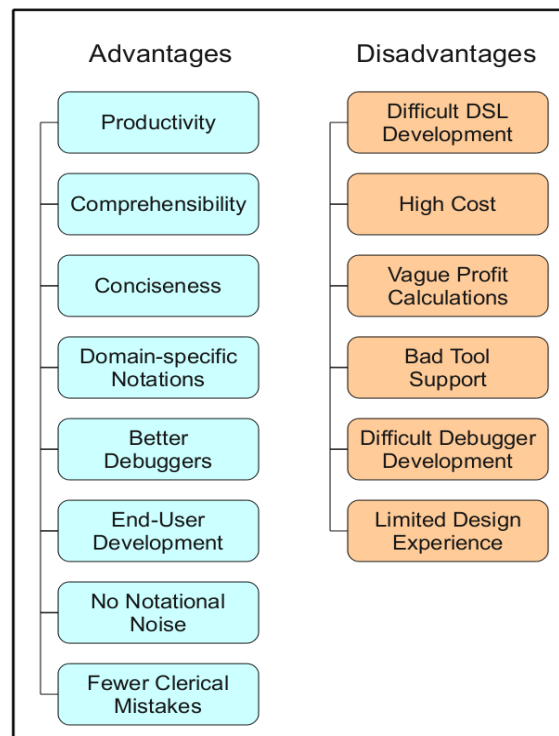 Advantages
Productivity
Comprehensibility
Conciseness
Domain-specific
Notations
Better
Debuggers
End-User
Development
No Notational
Noise
Fewer Clerical
Mistakes
Disadvantages
Difficult DSL
Development
High Cost
Vague Profit
Calculations
Bad Tool
Support
Difficult Debugger
Development
Limited Design
Experience